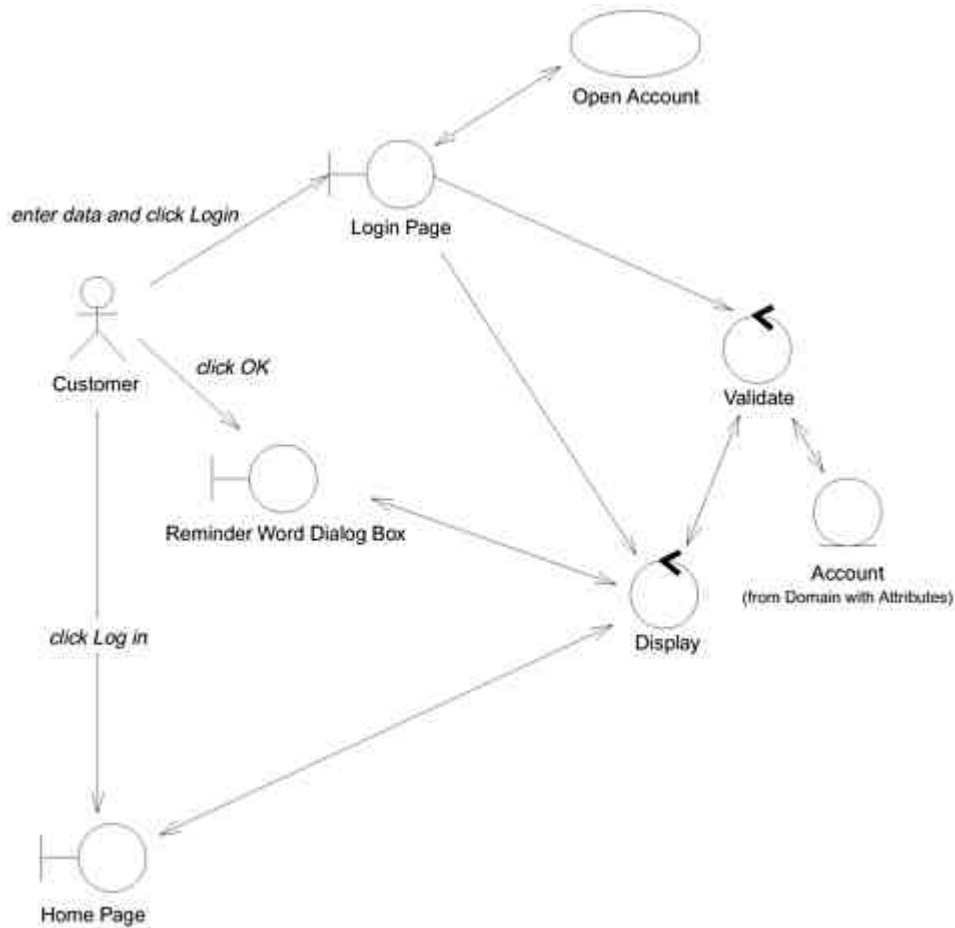 Open Account
enter data and click Login
Login Page
click OK
Customer
Validate
Reminder Word Dialog Box
Account
(from Domain with Attributes)
click Log in
Display
Home Page